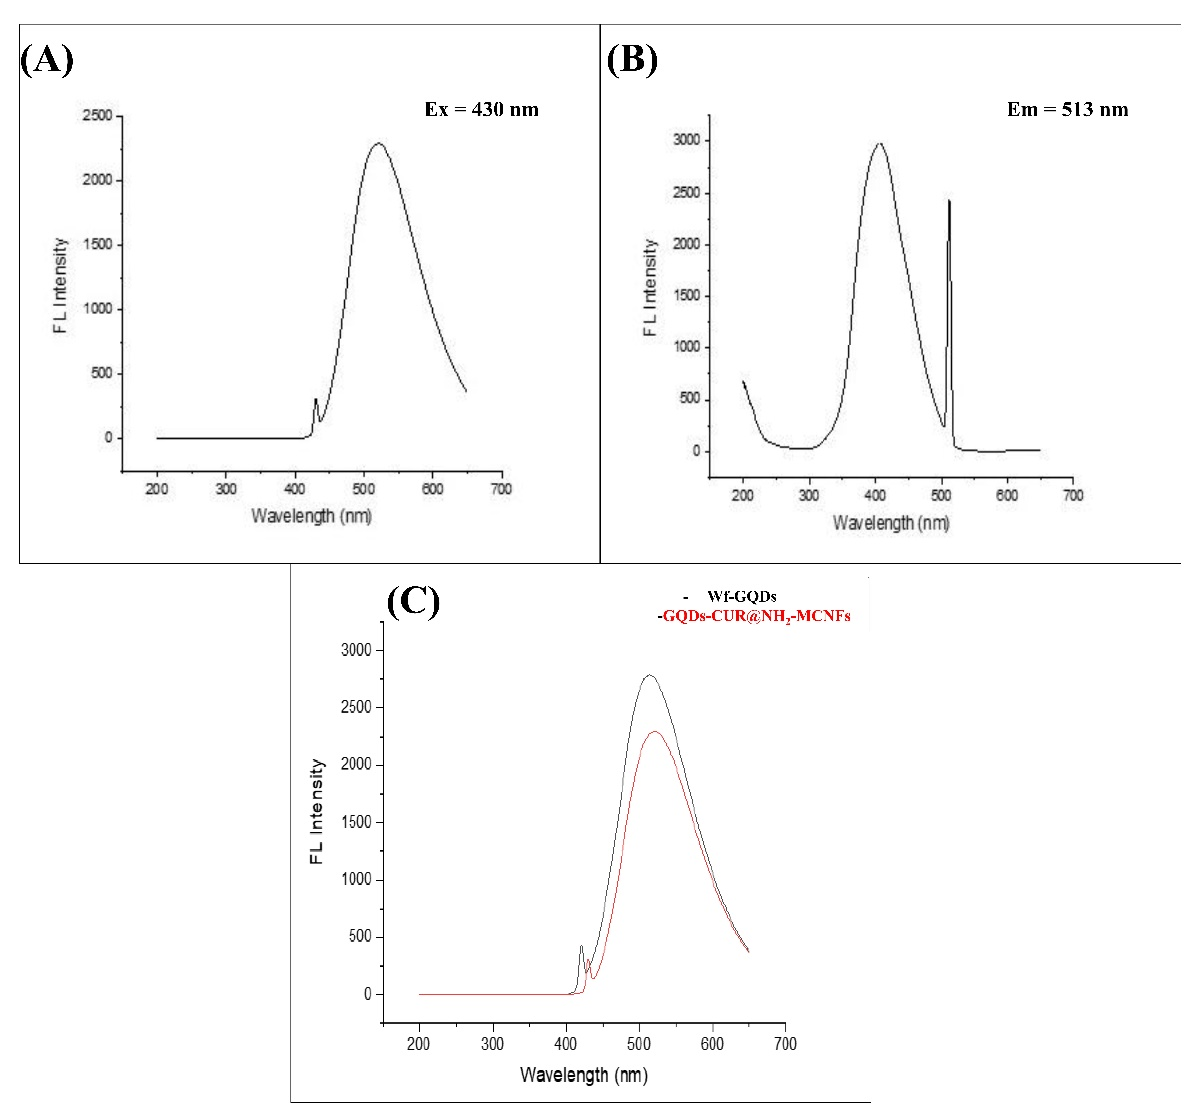 (A)
Ex = 430 nm
2500
2000
1500
1000
500
0
FL Intensity
200 300 400 500 600 700
Wavelength (nm)
(B)
Em = 513 nm
3000
2500
2000
1500
1000
500
0
FL Intensity
200 300 400 500 600 700
Wavelength (nm)
(C)
- Wf-GQDs
-GQDs-CUR@NH₂-MCNFs
3000
2500
2000
1500
1000
500
0
FL Intensity
200 300 400 500 600 700
Wavelength (nm)